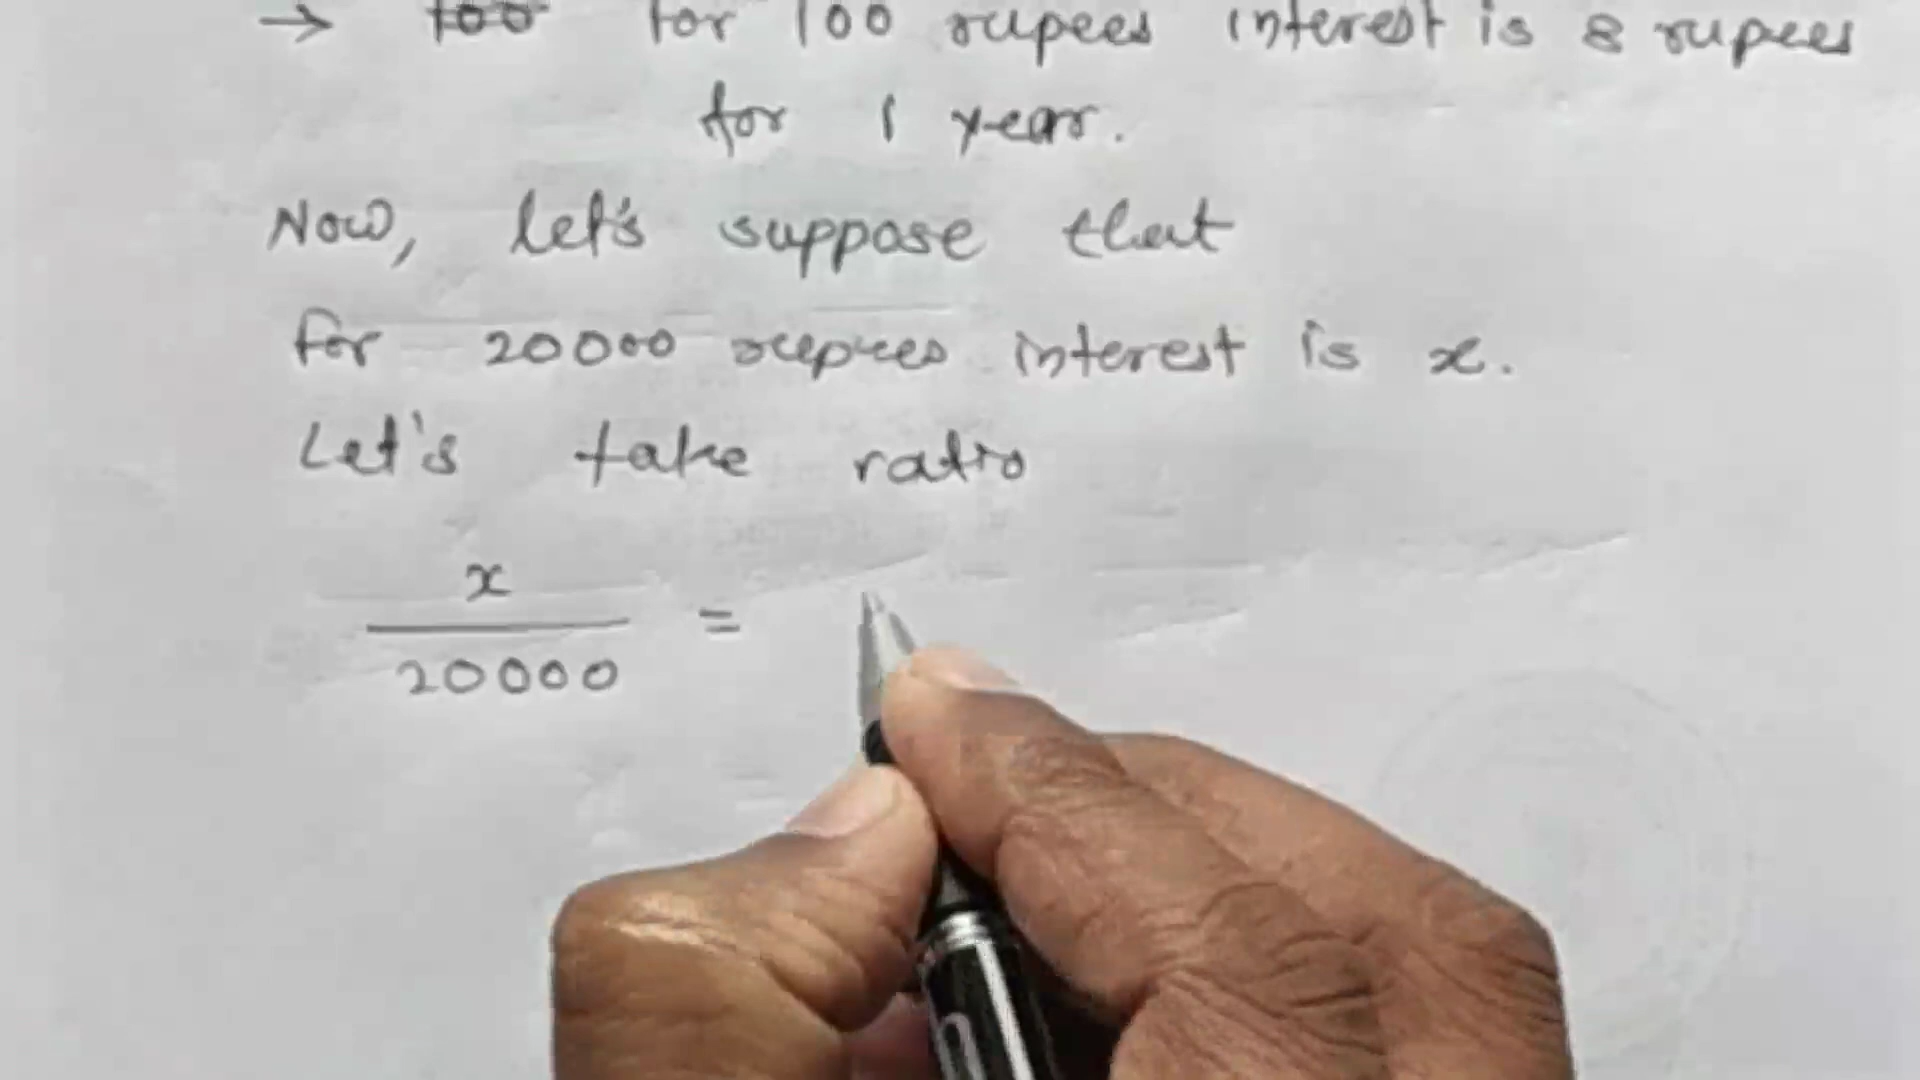 → 100 for 100 rupees interest is 8 rupees
for 1 year.
Now, let's suppose that
for 20000 rupees interest is x.
Let's take ratio
x
20000
=